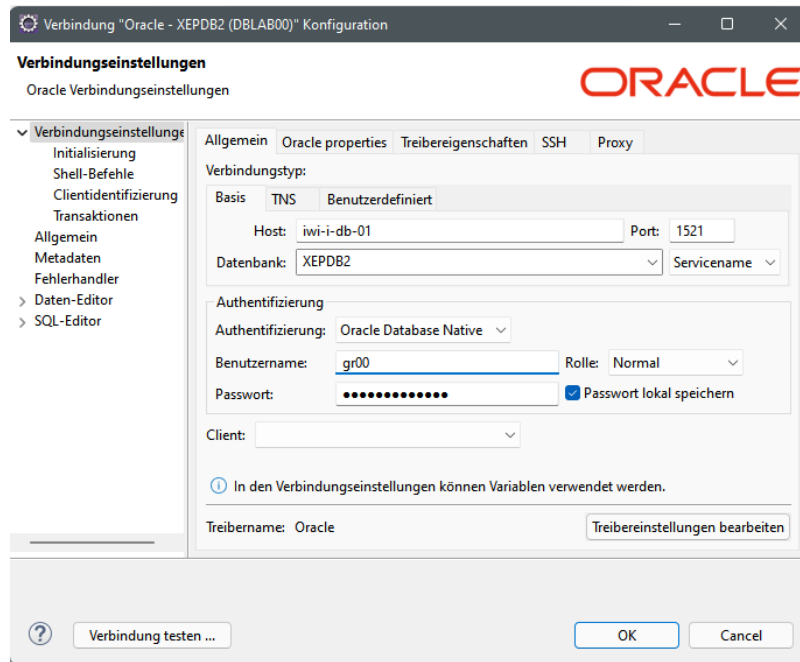 Verbindung "Oracle - XEPDB2 (DBLAB00)" Konfiguration
Verbindungseinstellungen
Oracle Verbindungseinstellungen
ORACLE
Verbindungseinstellunge
Initialisierung
Shell-Befehle
Clientidentifizierung
Transaktionen
Allgemein
Metadaten
Fehlerhandler
Daten-Editor
SQL-Editor
Allgemein Oracle properties Treibereigenschaften SSH Proxy
Verbindungstyp:
Basis TNS Benutzerdefiniert
Host: iwi-i-db-01 Port: 1521
Datenbank: XEPDB2 Servicename
Authentifizierung
Authentifizierung: Oracle Database Native
Benutzername: gr00 Rolle: Normal
Passwort: ••••••••••••• Passwort lokal speichern
Client:
In den Verbindungseinstellungen können Variablen verwendet werden.
Treibername: Oracle Treibereinstellungen bearbeiten
? Verbindung testen ... OK Cancel